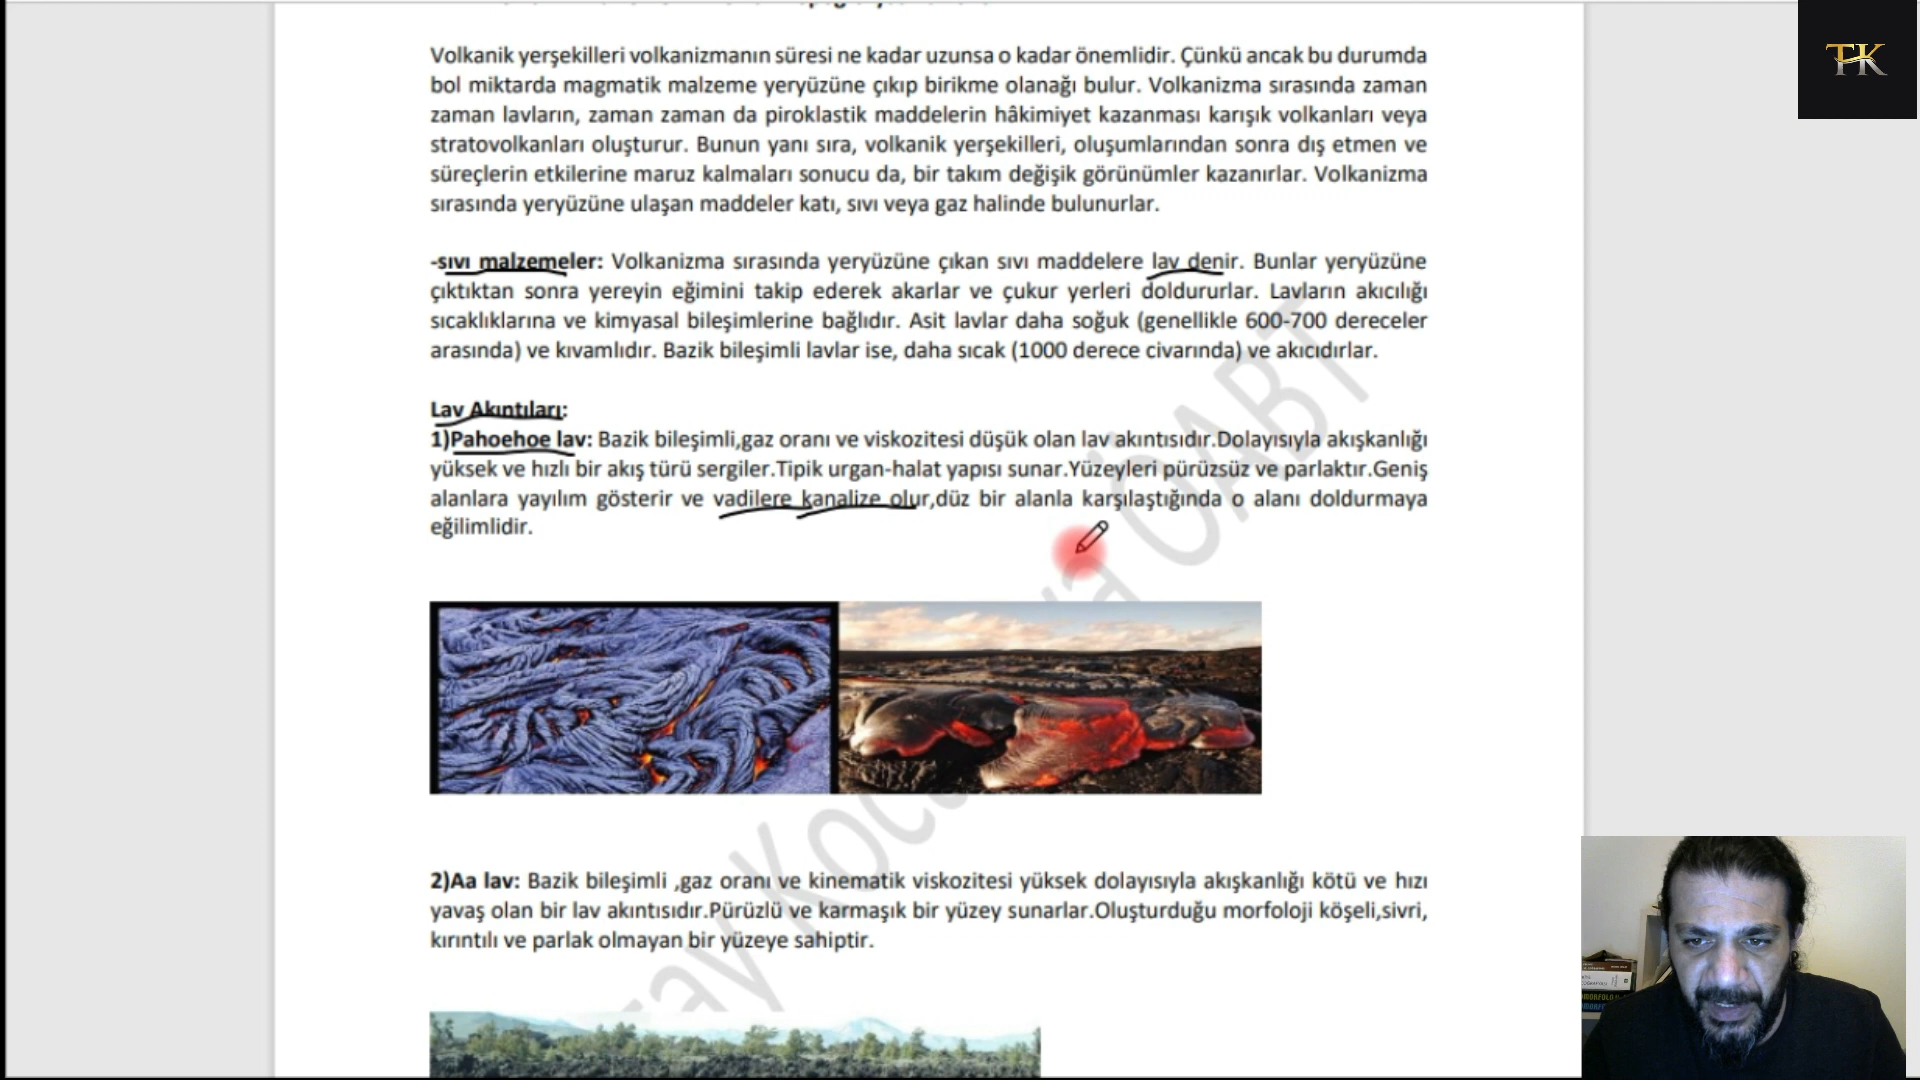 Volkanik yerşekilleri volkanizmanın süresi ne kadar uzunsa o kadar önemlidir. Çünkü ancak bu durumda
bol miktarda magmatik malzeme yeryüzüne çıkıp birikme olanağı bulur. Volkanizma sırasında zaman
zaman lavların, zaman zaman da piroklastik maddelerin hâkimiyet kazanması karışık volkanları veya
stratovolkanları oluşturur. Bunun yanı sıra, volkanik yerşekilleri, oluşumlarından sonra dış etmen ve
süreçlerin etkilerine maruz kalmaları sonucu da, bir takım değişik görünümler kazanırlar. Volkanizma
sırasında yeryüzüne ulaşan maddeler katı, sıvı veya gaz halinde bulunurlar.
-sıvı malzemeler: Volkanizma sırasında yeryüzüne çıkan sıvı maddelere lav denir. Bunlar yeryüzüne
çıktıktan sonra yereyin eğimini takip ederek akarlar ve çukur yerleri doldururlar. Lavların akıcılığı
sıcaklıklarına ve kimyasal bileşimlerine bağlıdır. Asit lavlar daha soğuk (genellikle 600-700 dereceler
arasında) ve kıvamlıdır. Bazik bileşimli lavlar ise, daha sıcak (1000 derece civarında) ve akıcıdırlar.
Lav Akıntıları:
1)Pahoehoe lav: Bazik bileşimli,gaz oranı ve viskozitesi düşük olan lav akıntısıdır.Dolayısıyla akışkanlığı
yüksek ve hızlı bir akış türü sergiler.Tipik urgan-halat yapısı sunar.Yüzeyleri pürüzsüz ve parlaktır.Geniş
alanlara yayılım gösterir ve vadilere kanalize olur,düz bir alanla karşılaştığında o alanı doldurmaya
eğilimlidir.
2)Aa lav: Bazik bileşimli ,gaz oranı ve kinematik viskozitesi yüksek dolayısıyla akışkanlığı kötü ve hızı
yavaş olan bir lav akıntısıdır.Pürüzlü ve karmaşık bir yüzey sunarlar.Oluşturduğu morfoloji köşeli,sivri,
kırıntılı ve parlak olmayan bir yüzeye sahiptir.
ÖABT
TK